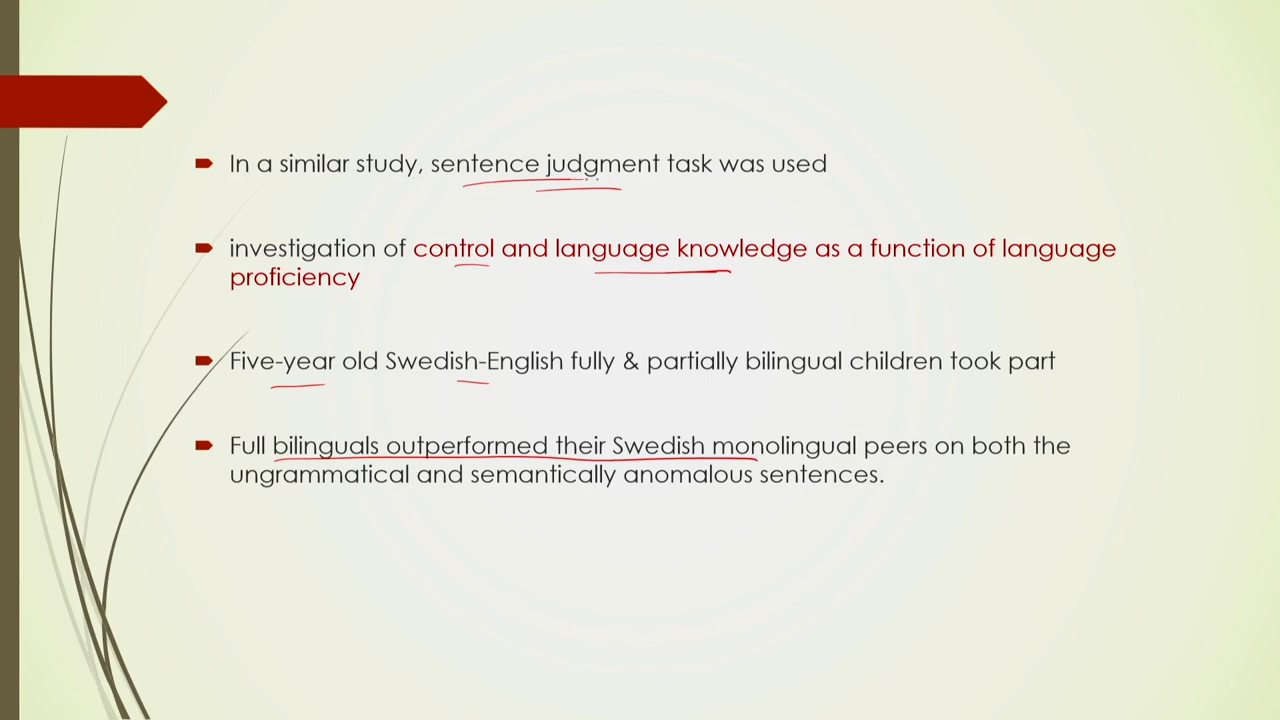 In a similar study, sentence judgment task was used
investigation of control and language knowledge as a function of language
proficiency
Five-year old Swedish-English fully & partially bilingual children took part
Full bilinguals outperformed their Swedish monolingual peers on both the
ungrammatical and semantically anomalous sentences.